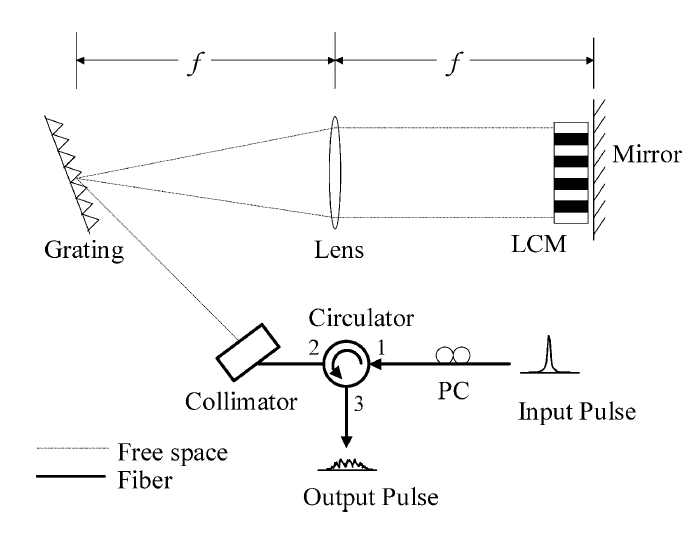 f f
Mirror
LCM
Grating Lens
Circulator
2 1
PC
3
Collimator
Input Pulse
Free space
Fiber
Output Pulse